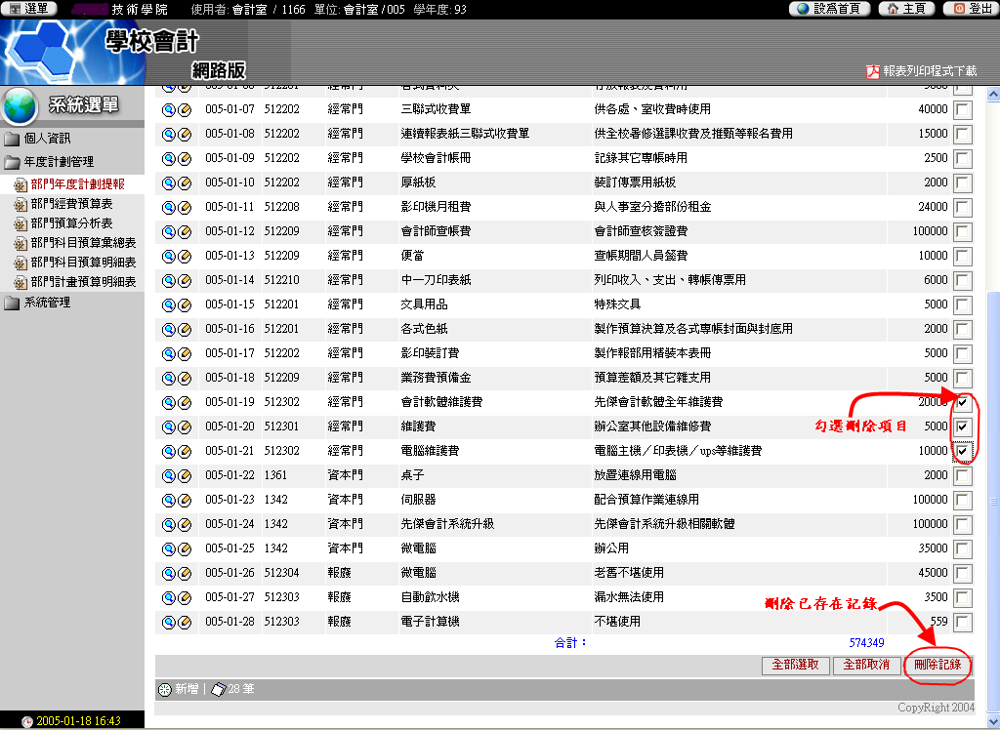 選單
技術學院 使用者: 會計室 / 1166 單位: 會計室 / 005 學年度: 93
設為首頁
主頁
登出
學校會計
網路版
報表列印程式下載
系統選單
個人資訊
年度計劃管理
部門年度計劃提報
部門經費預算表
部門預算分析表
部門科目預算彙總表
部門科目預算明細表
部門計畫預算明細表
系統管理
005-01-07 512202 經常門 三聯式收費單 供各處、室收費時使用 40000
005-01-08 512202 經常門 連續報表紙三聯式收費單 供全校暑修選課收費及推甄等報名費用 15000
005-01-09 512202 經常門 學校會計帳冊 記錄其它專帳時用 2500
005-01-10 512202 經常門 厚紙板 裝訂傳票用紙板 2000
005-01-11 512208 經常門 影印機月租費 與人事室分擔部份租金 24000
005-01-12 512209 經常門 會計師查帳費 會計師查核簽證費 100000
005-01-13 512209 經常門 便當 查帳期間人員餐費 10000
005-01-14 512210 經常門 中一刀印表紙 列印收入、支出、轉帳傳票用 6000
005-01-15 512201 經常門 文具用品 特殊文具 5000
005-01-16 512201 經常門 各式色紙 製作預算決算及各式專帳封面與封底用 2000
005-01-17 512202 經常門 影印裝訂費 製作報部用精裝本表冊 5000
005-01-18 512209 經常門 業務費預備金 預算差額及其它雜支用 5000
005-01-19 512302 經常門 會計軟體維護費 先傑會計軟體全年維護費 20000
勾選刪除項目
005-01-20 512301 經常門 維護費 辦公室其他設備維修費 5000
005-01-21 512302 經常門 電腦維護費 電腦主機／印表機／ups等維護費 10000
005-01-22 1361 資本門 桌子 放置連線用電腦 2000
005-01-23 1342 資本門 伺服器 配合預算作業連線用 100000
005-01-24 1342 資本門 先傑會計系統升級 先傑會計系統升級相關軟體 100000
005-01-25 1342 資本門 微電腦 辦公用 35000
005-01-26 512304 報廢 微電腦 老舊不堪使用 45000
005-01-27 512303 報廢 自動飲水機 漏水無法使用 3500
刪除已存在記錄
005-01-28 512303 報廢 電子計算機 不堪使用 559
合計： 574349
全部選取
全部取消
刪除記錄
新增 | 28 筆
CopyRight 2004
2005-01-18 16:43